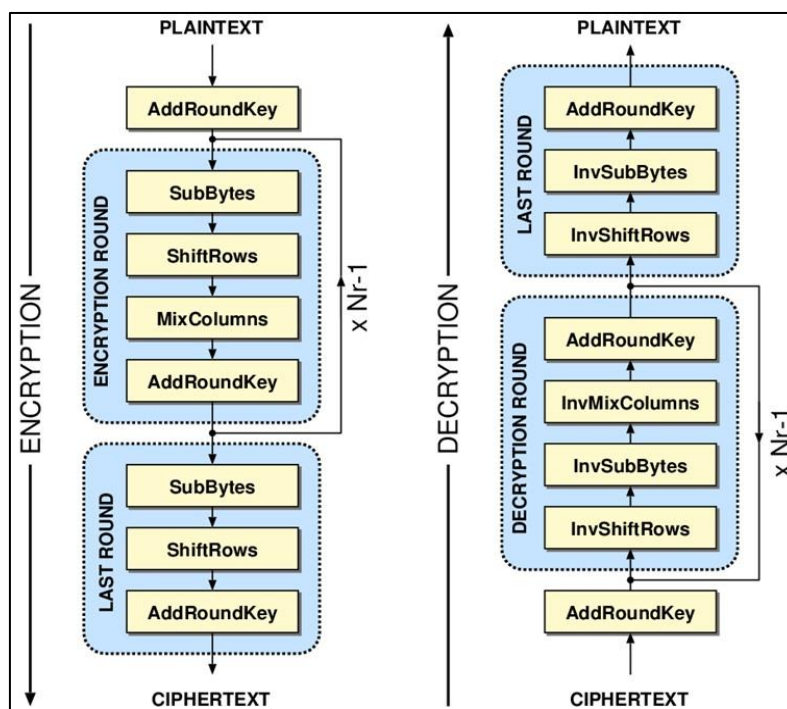 PLAINTEXT
AddRoundKey
ENCRYPTION ROUND
SubBytes
ShiftRows
MixColumns
AddRoundKey
x Nr-1
LAST ROUND
SubBytes
ShiftRows
AddRoundKey
CIPHERTEXT
ENCRYPTION
PLAINTEXT
LAST ROUND
AddRoundKey
InvSubBytes
InvShiftRows
DECRYPTION ROUND
AddRoundKey
InvMixColumns
InvSubBytes
InvShiftRows
x Nr-1
AddRoundKey
CIPHERTEXT
DECRYPTION